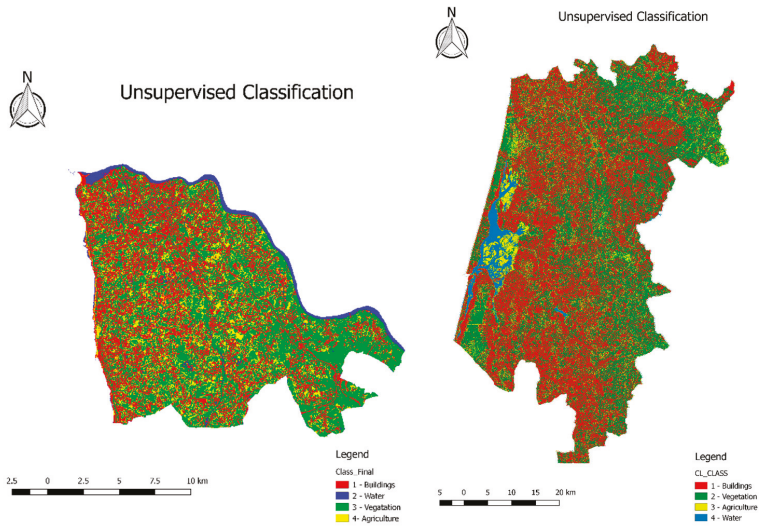 N
Unsupervised Classification
Legend
Class_Final
1 - Buildings
2 - Water
3 - Vegatation
4- Agriculture
2.5 0 2.5 5 7.5 10 km
Unsupervised Classification
N
Legend
CL_CLASS
1 - Buildings
2 - Vegetation
3 - Agriculture
4 - Water
5 0 5 10 15 20 km